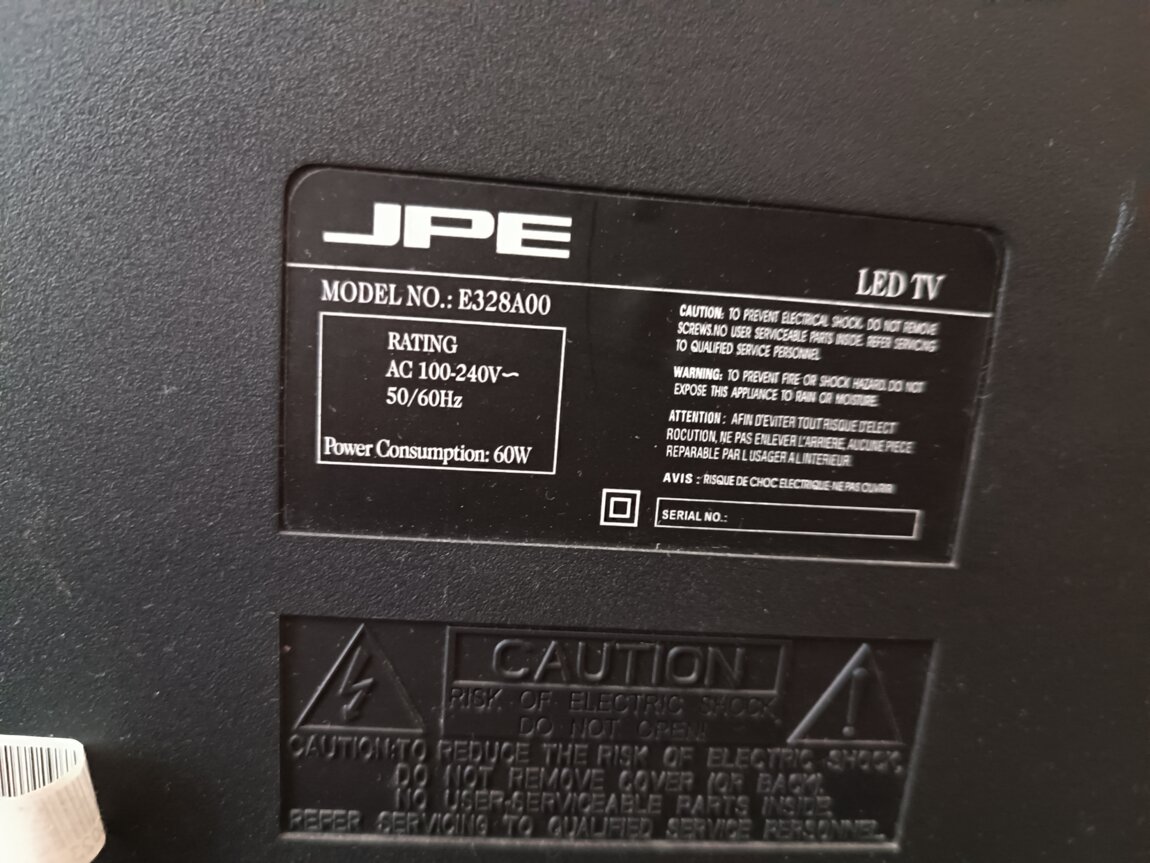 JPE
LED TV
MODEL NO.: E328A00
RATING
AC 100-240V~
50/60Hz
Power Consumption: 60W
CAUTION: TO PREVENT ELECTRICAL SHOCK. DO NOT REMOVE
SCREWS.NO USER SERVICEABLE PARTS INSIDE. REFER SERVICING
TO QUALIFIED SERVICE PERSONNEL
WARNING: TO PREVENT FIRE OR SHOCK HAZARD. DO NOT
EXPOSE THIS APPLIANCE TO RAIN OR MOISTURE.
ATTENTION : AFIN D'EVITER TOUT RISQUE D'ELECT
ROCUTION, NE PAS ENLEVER L'ARRIERE, AUCUNE PIECE
REPARABLE PAR L USAGER A L INTERIEUR.
AVIS : RISQUE DE CHOC ELECTRIQUE-NE PAS OUVRIR
SERIAL NO.:
CAUTION
RISK OF ELECTRIC SHOCK
DO NOT OPEN!
CAUTION:TO REDUCE THE RISK OF ELECTRIC SHOCK
DO NOT REMOVE COVER (OR BACK).
NO USER-SERVICEABLE PARTS INSIDE
REFER SERVICING TO QUALIFIED SERVICE PERSONNEL.